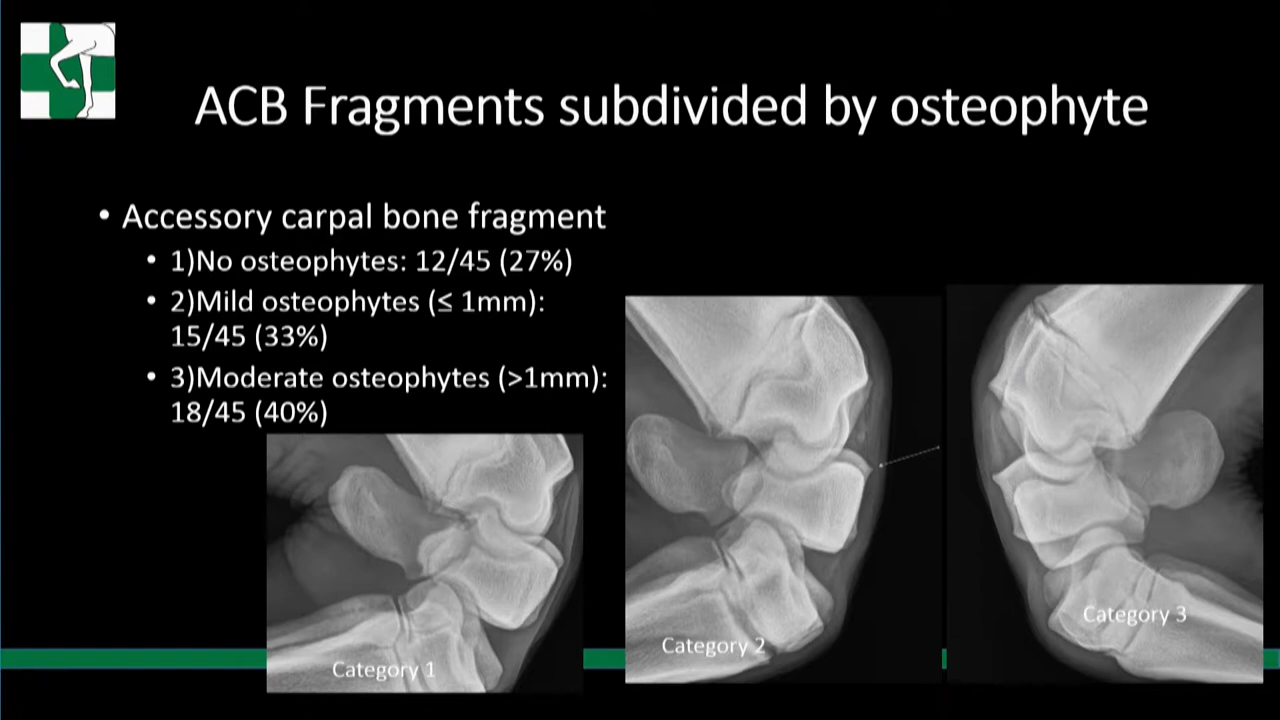 ACB Fragments subdivided by osteophyte
• Accessory carpal bone fragment
• 1)No osteophytes: 12/45 (27%)
• 2)Mild osteophytes (≤ 1mm):
15/45 (33%)
• 3)Moderate osteophytes (>1mm):
18/45 (40%)
Category 1
Category 2
Category 3